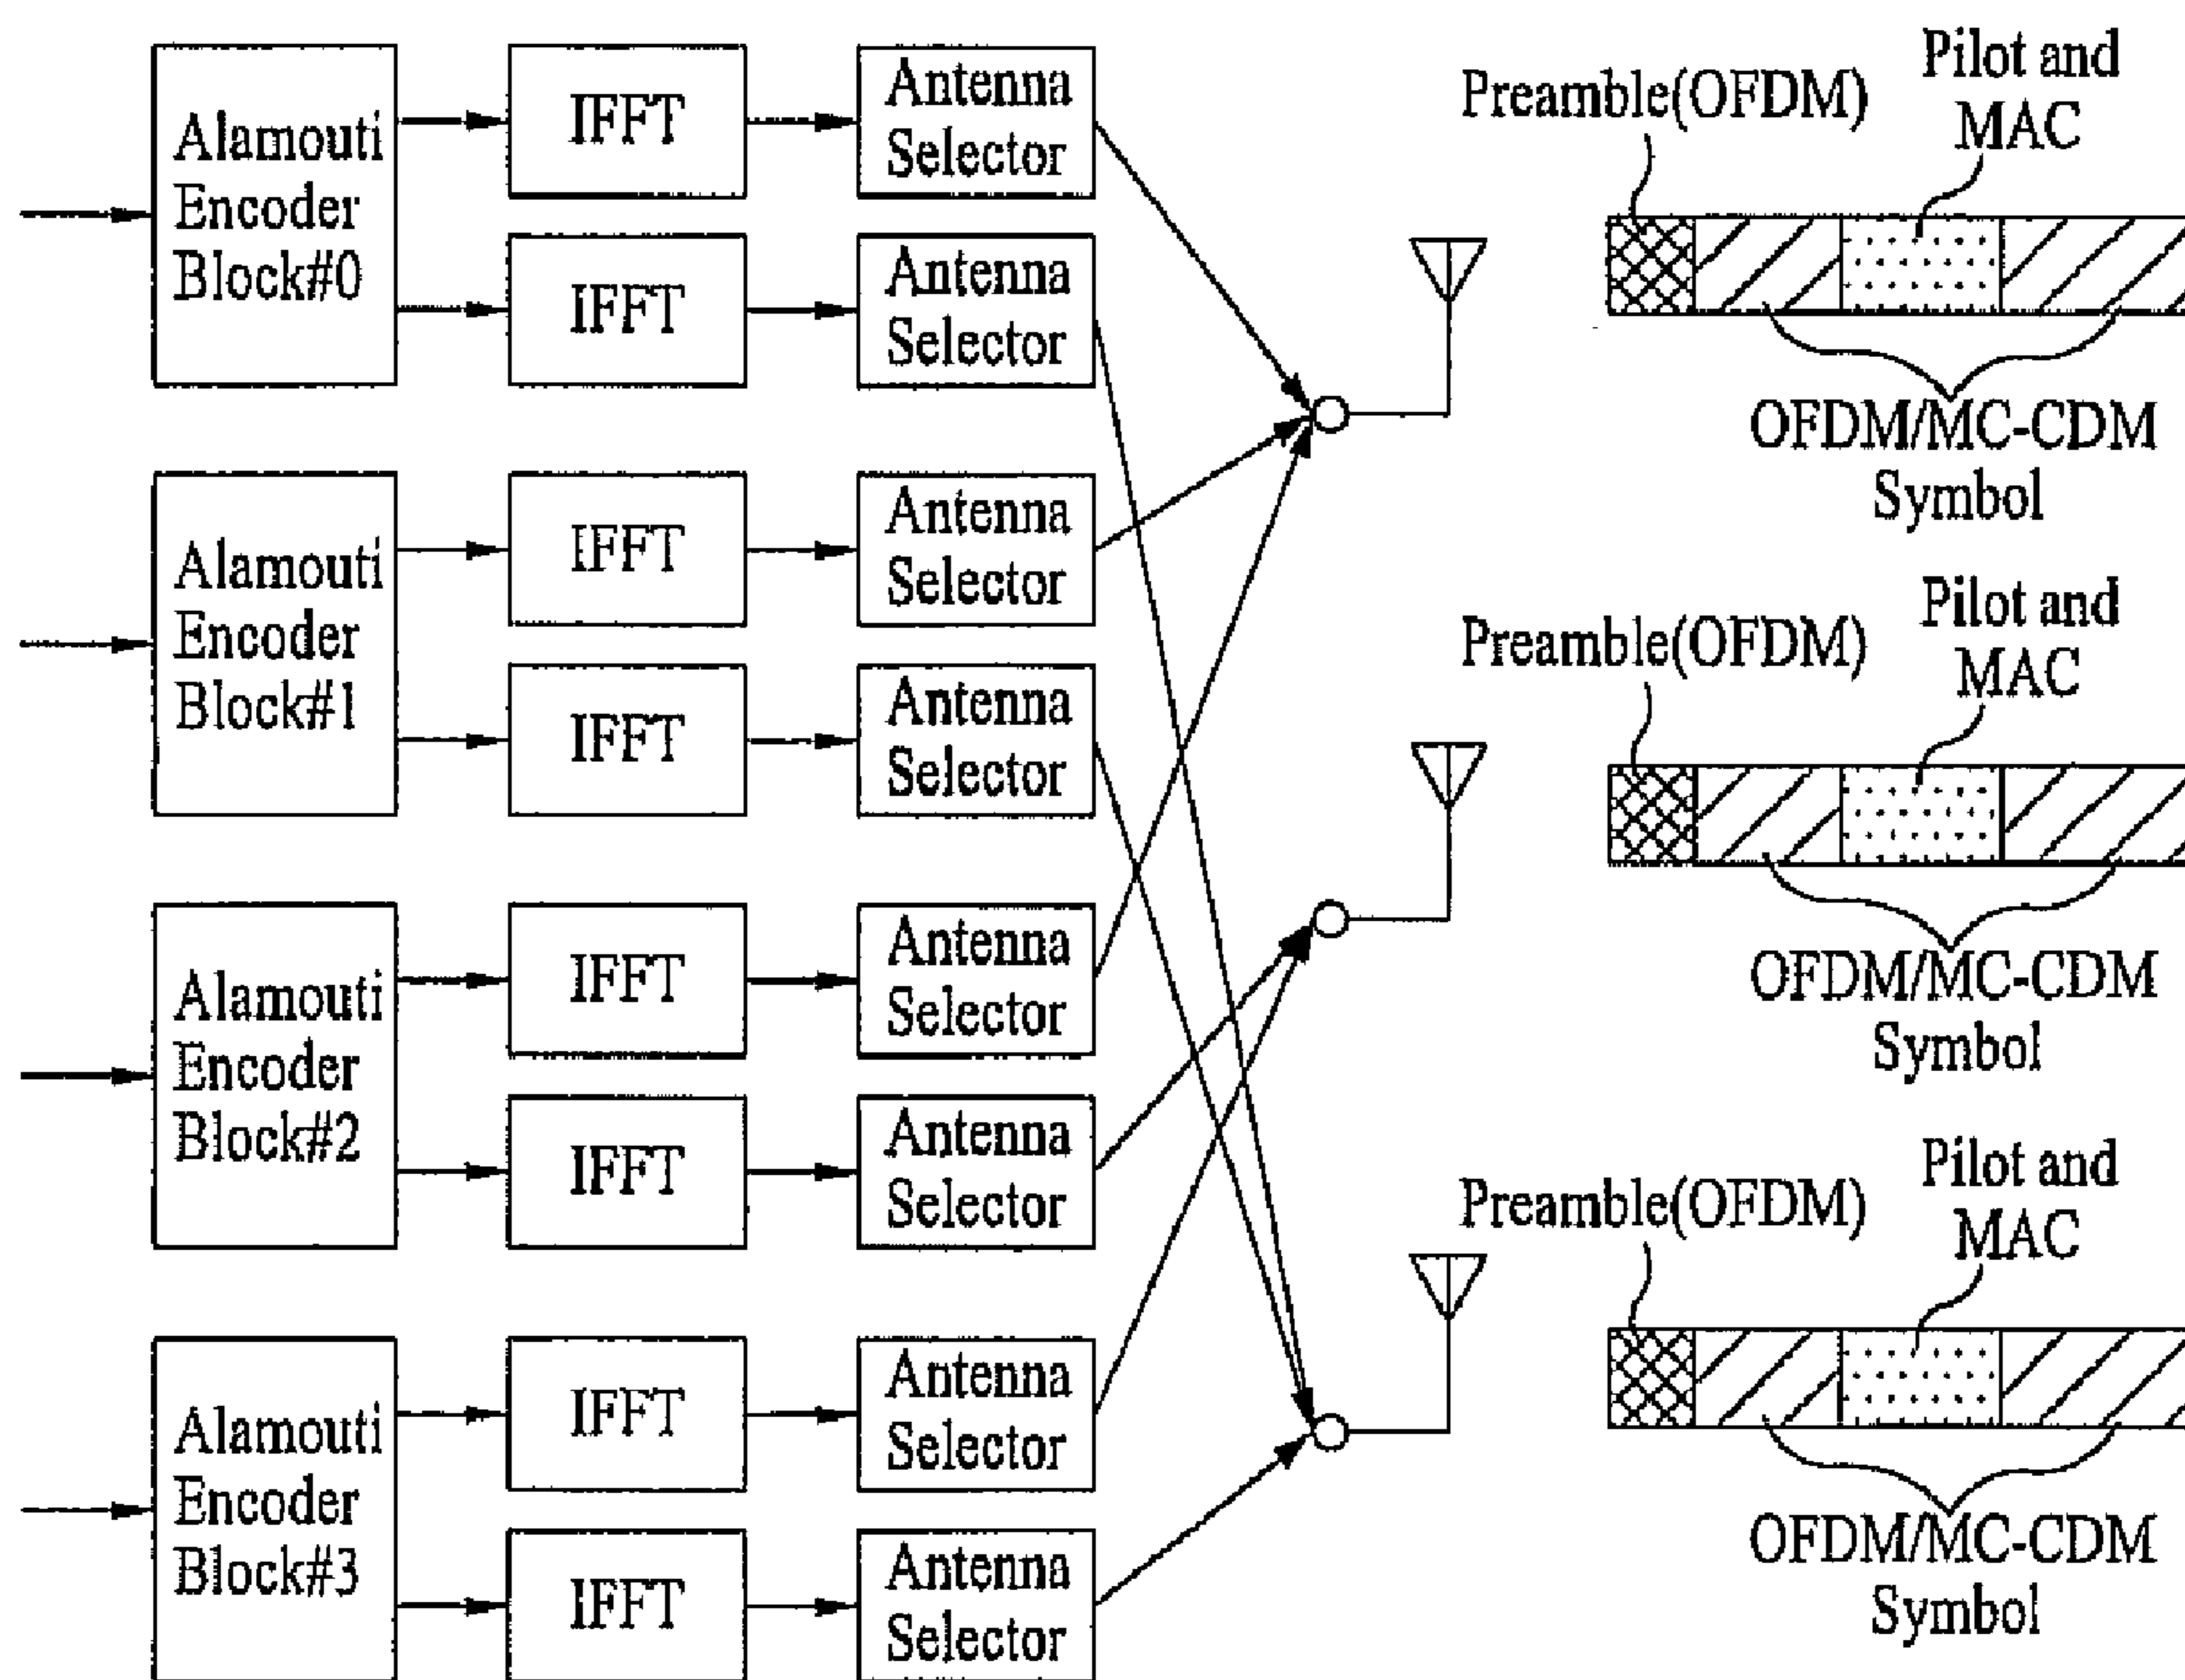 Alamouti
Encoder
Block#0
IFFT
Antenna
Selector
IFFT
Antenna
Selector
Alamouti
Encoder
Block#1
IFFT
Antenna
Selector
IFFT
Antenna
Selector
Alamouti
Encoder
Block#2
IFFT
Antenna
Selector
IFFT
Antenna
Selector
Alamouti
Encoder
Block#3
IFFT
Antenna
Selector
IFFT
Antenna
Selector
Preamble(OFDM)
Pilot and
MAC
OFDM/MC-CDM
Symbol
Preamble(OFDM)
Pilot and
MAC
OFDM/MC-CDM
Symbol
Preamble(OFDM)
Pilot and
MAC
OFDM/MC-CDM
Symbol